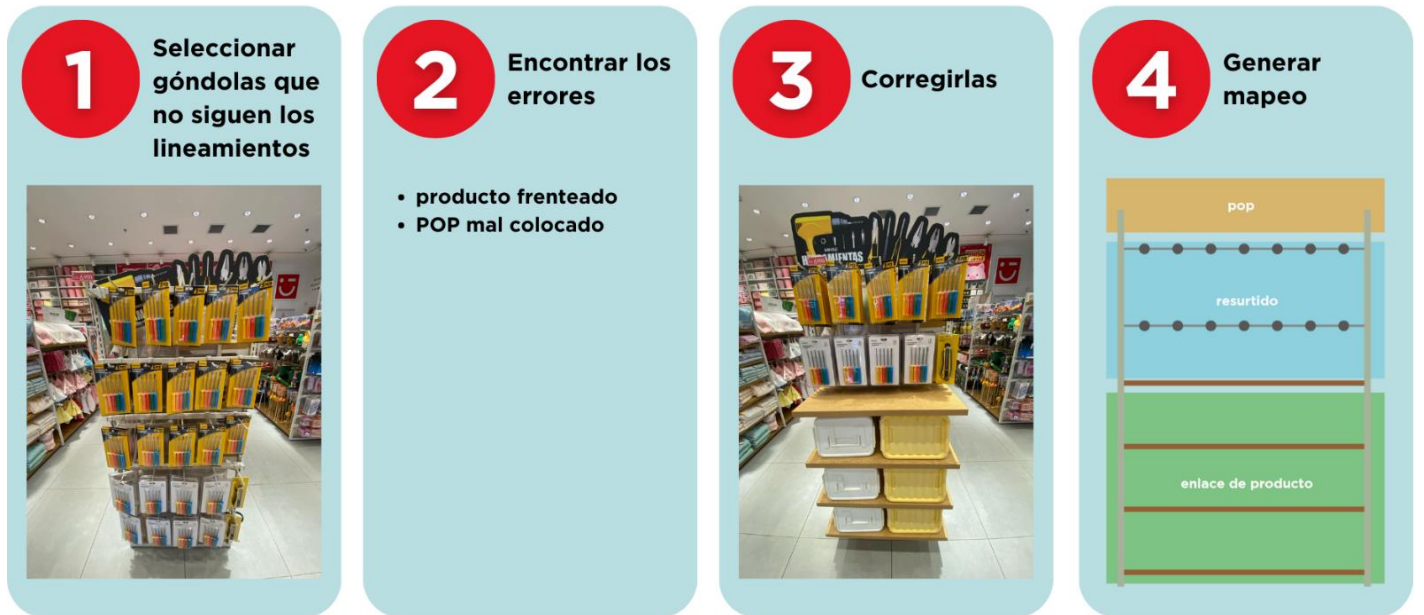 1
Seleccionar
góndolas que
no siguen los
lineamientos
2
Encontrar los
errores
• producto frenteado
• POP mal colocado
3
Corregirlas
HERRAMIENTAS
4
Generar
mapeo
pop
resurtido
enlace de producto